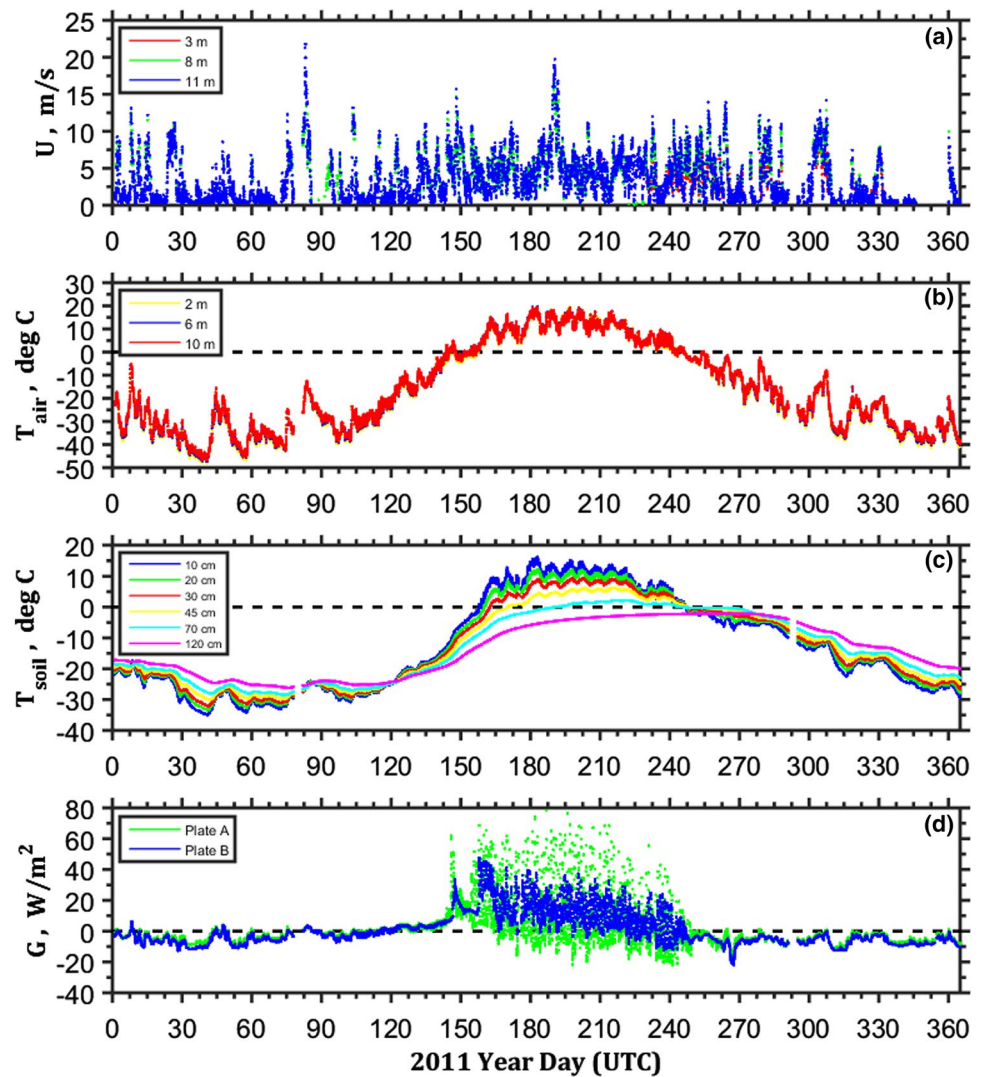 (a)
25
20
15
10
5
0
U, m/s
3 m
8 m
11 m
0 30 60 90 120 150 180 210 240 270 300 330 360
(b)
30
20
10
0
-10
-20
-30
-40
-50
T air, deg C
2 m
6 m
10 m
0 30 60 90 120 150 180 210 240 270 300 330 360
(c)
20
10
0
-10
-20
-30
-40
T soil, deg C
10 cm
20 cm
30 cm
45 cm
70 cm
120 cm
0 30 60 90 120 150 180 210 240 270 300 330 360
(d)
80
60
40
20
0
-20
-40
G, W/m²
Plate A
Plate B
0 30 60 90 120 150 180 210 240 270 300 330 360
2011 Year Day (UTC)